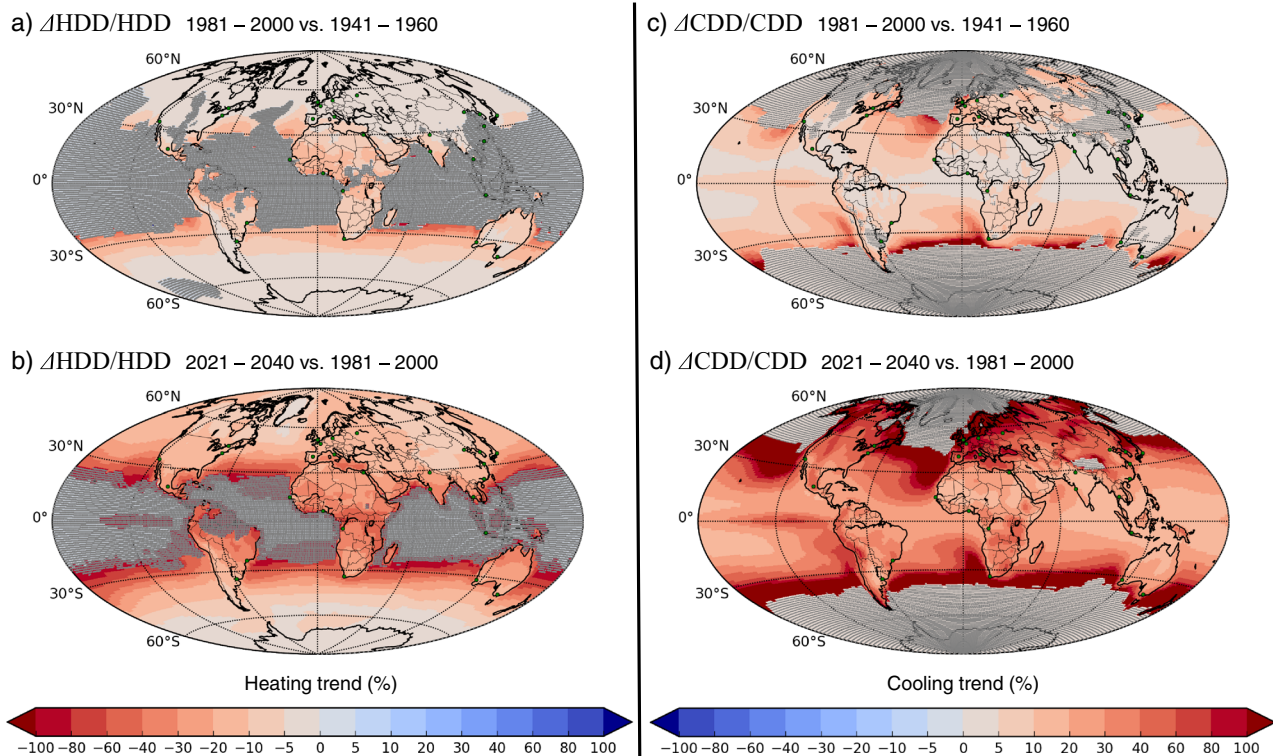 a) ΔHDD/HDD 1981 – 2000 vs. 1941 – 1960
60°N
30°N
0°
30°S
60°S
b) ΔHDD/HDD 2021 – 2040 vs. 1981 – 2000
60°N
30°N
0°
30°S
60°S
Heating trend (%)
−100 −80 −60 −40 −30 −20 −10 −5 0 5 10 20 30 40 60 80 100
c) ΔCDD/CDD 1981 – 2000 vs. 1941 – 1960
60°N
30°N
0°
30°S
60°S
d) ΔCDD/CDD 2021 – 2040 vs. 1981 – 2000
60°N
30°N
0°
30°S
60°S
Cooling trend (%)
−100 −80 −60 −40 −30 −20 −10 −5 0 5 10 20 30 40 60 80 100